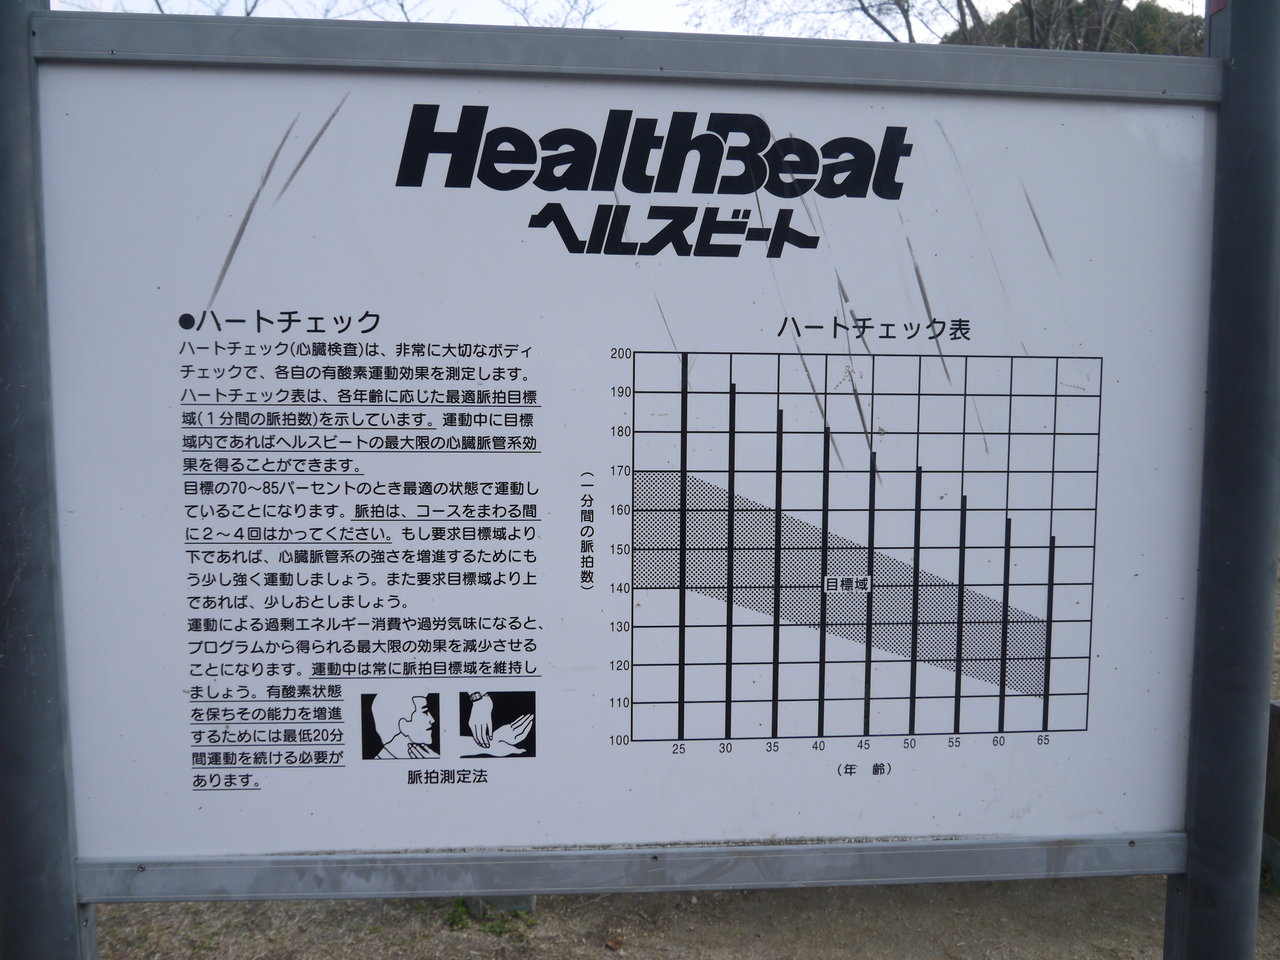 HealthBeat
ヘルスビート
●ハートチェック
ハートチェック(心臓検査)は、非常に大切なボディ
チェックで、各自の有酸素運動効果を測定します。
ハートチェック表は、各年齢に応じた最適脈拍目標
域(1分間の脈拍数)を示しています。運動中に目標
域内であればヘルスビートの最大限の心臓脈管系効
果を得ることができます。
目標の70〜85パーセントのとき最適の状態で運動し
ていることになります。脈拍は、コースをまわる間
に2〜4回はかってください。もし要求目標域より
下であれば、心臓脈管系の強さを増進するためにも
う少し強く運動しましょう。また要求目標域より上
であれば、少しおとしましょう。
運動による過剰エネルギー消費や過労気味になると、
プログラムから得られる最大限の効果を減少させる
ことになります。運動中は常に脈拍目標域を維持し
ましょう。有酸素状態
を保ちその能力を増進
するためには最低20分
間運動を続ける必要が
あります。
脈拍測定法
ハートチェック表
(一分間の脈拍数)
200
190
180
170
160
150
140
130
120
110
100
目標域
25 30 35 40 45 50 55 60 65
(年 齢)